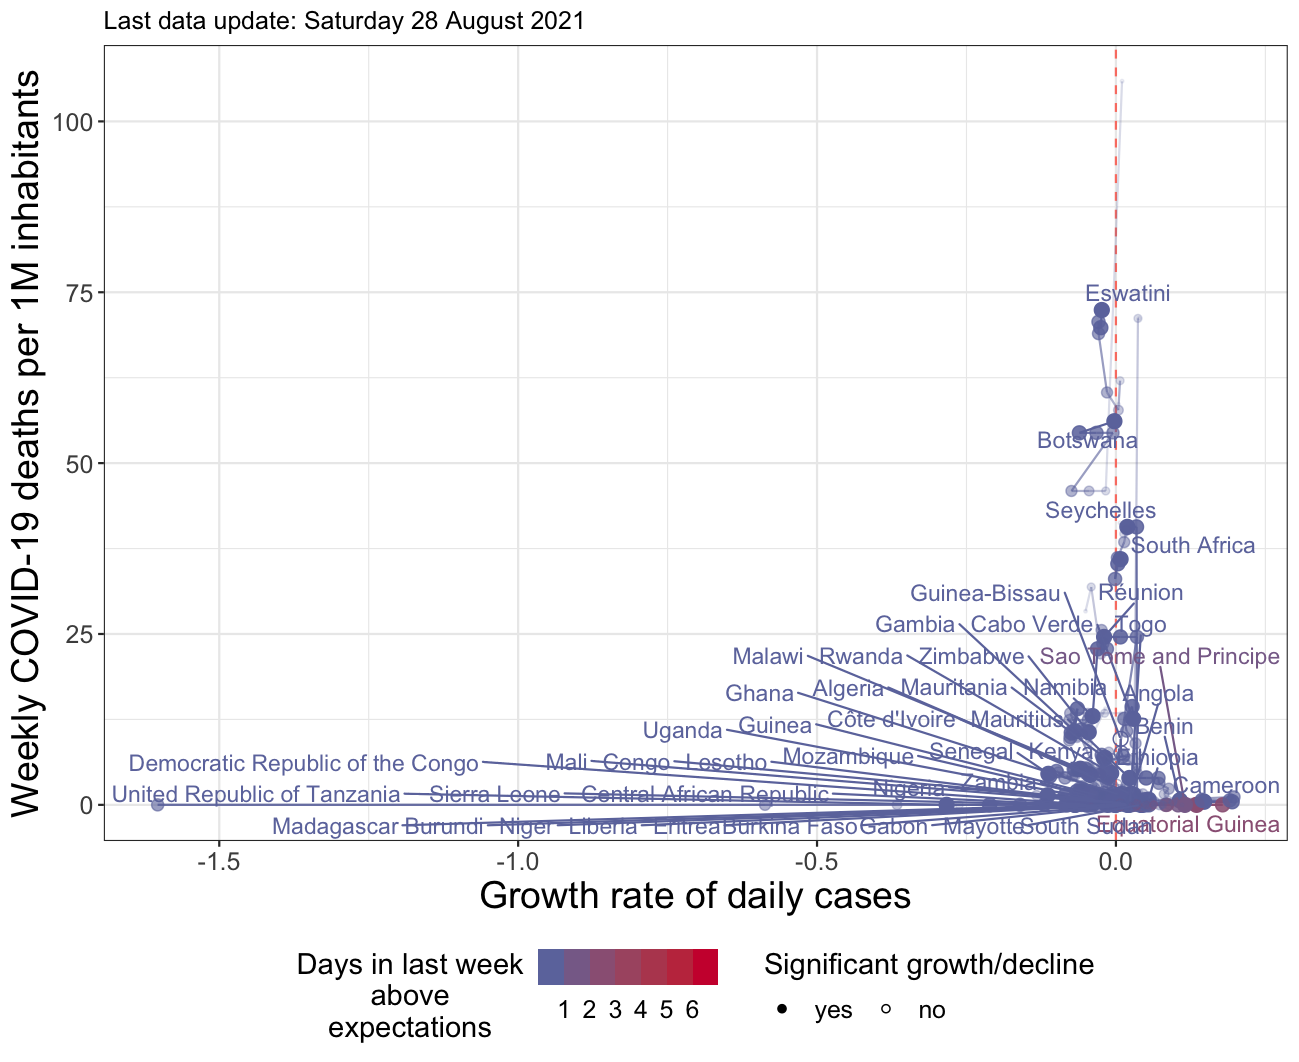 Last data update: Saturday 28 August 2021
Weekly COVID-19 deaths per 1M inhabitants
100
75
50
25
0
Eswatini
Botswana
Seychelles
South Africa
Guinea-Bissau
Réunion
Gambia
Cabo Verde
Togo
Malawi
Rwanda
Zimbabwe
Sao Tome and Principe
Ghana
Algeria
Mauritania
Namibia
Angola
Uganda
Guinea
Côte d'Ivoire
Mauritius
Benin
Democratic Republic of the Congo
Mali
Congo
Lesotho
Mozambique
Senegal
Kenya
Ethiopia
United Republic of Tanzania
Sierra Leone
Central African Republic
Nigeria
Zambia
Cameroon
Madagascar
Burundi
Niger
Liberia
Eritrea
Burkina Faso
Gabon
Mayotte
South Sudan
Equatorial Guinea
-1.5
-1.0
-0.5
0.0
Growth rate of daily cases
Days in last week
above
expectations
1 2 3 4 5 6
Significant growth/decline
yes
no